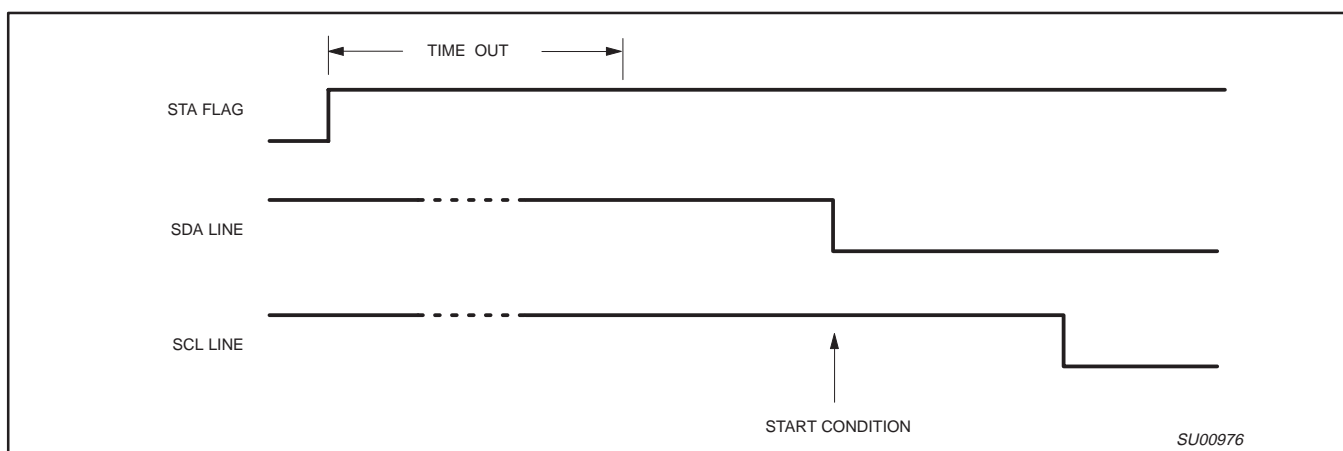 TIME OUT
STA FLAG
SDA LINE
SCL LINE
START CONDITION
SU00976